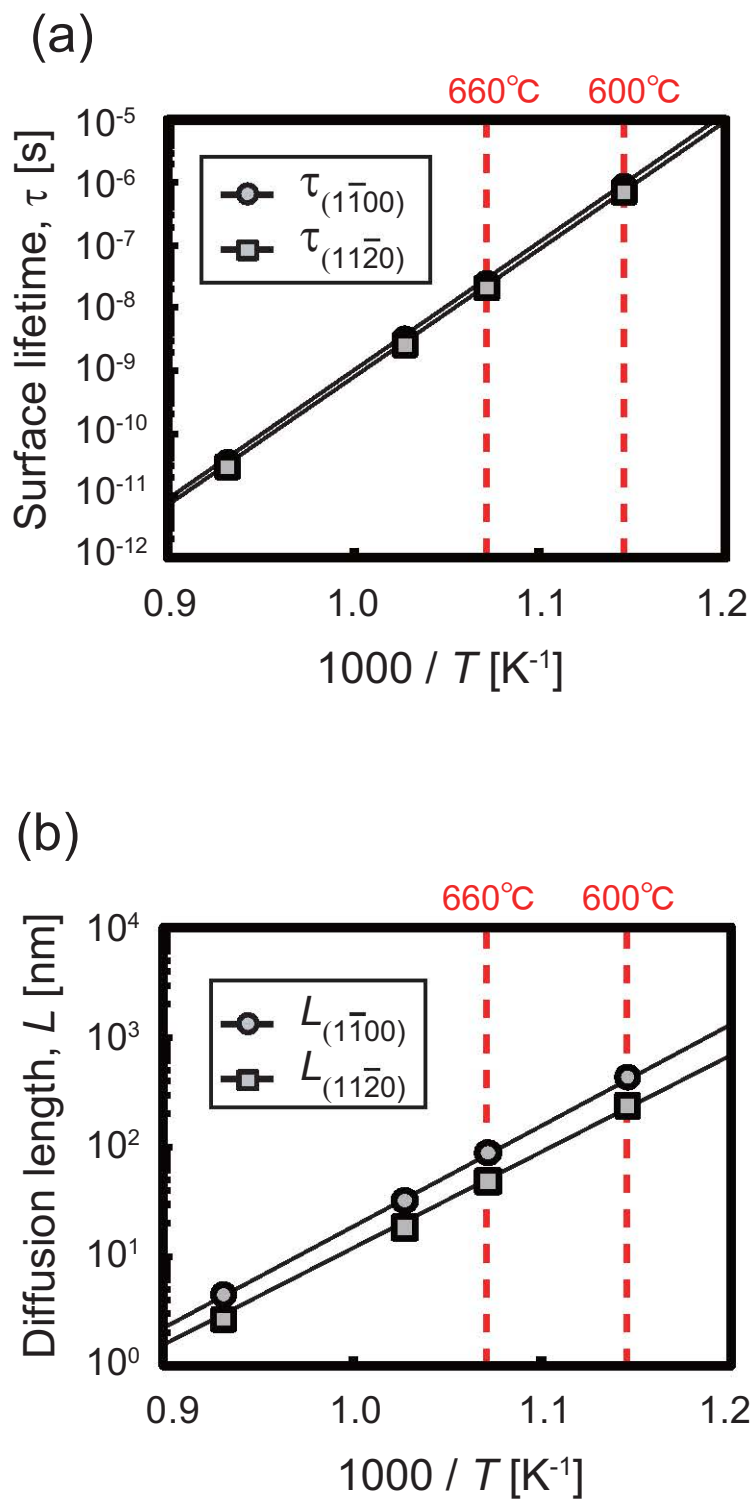 (a)
660℃ 600℃
10⁻⁵
10⁻⁶
10⁻⁷
10⁻⁸
10⁻⁹
10⁻¹⁰
10⁻¹¹
10⁻¹²
Surface lifetime, τ [s]
τ(11̅00)
τ(112̅0)
0.9 1.0 1.1 1.2
1000 / T [K⁻¹]
(b)
660℃ 600℃
10⁴
10³
10²
10¹
10⁰
Diffusion length, L [nm]
L(11̅00)
L(112̅0)
0.9 1.0 1.1 1.2
1000 / T [K⁻¹]